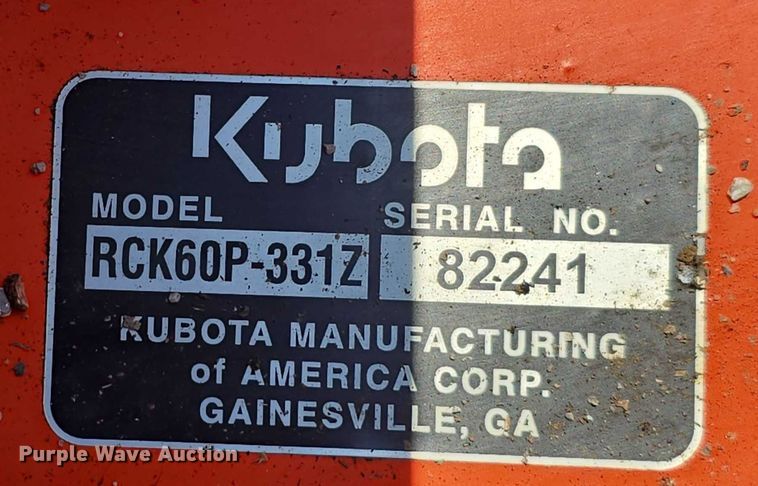 Kubota
MODEL SERIAL NO.
RCK60P-331Z 82241
KUBOTA MANUFACTURING
of AMERICA CORP.
GAINESVILLE, GA
Purple Wave Auction